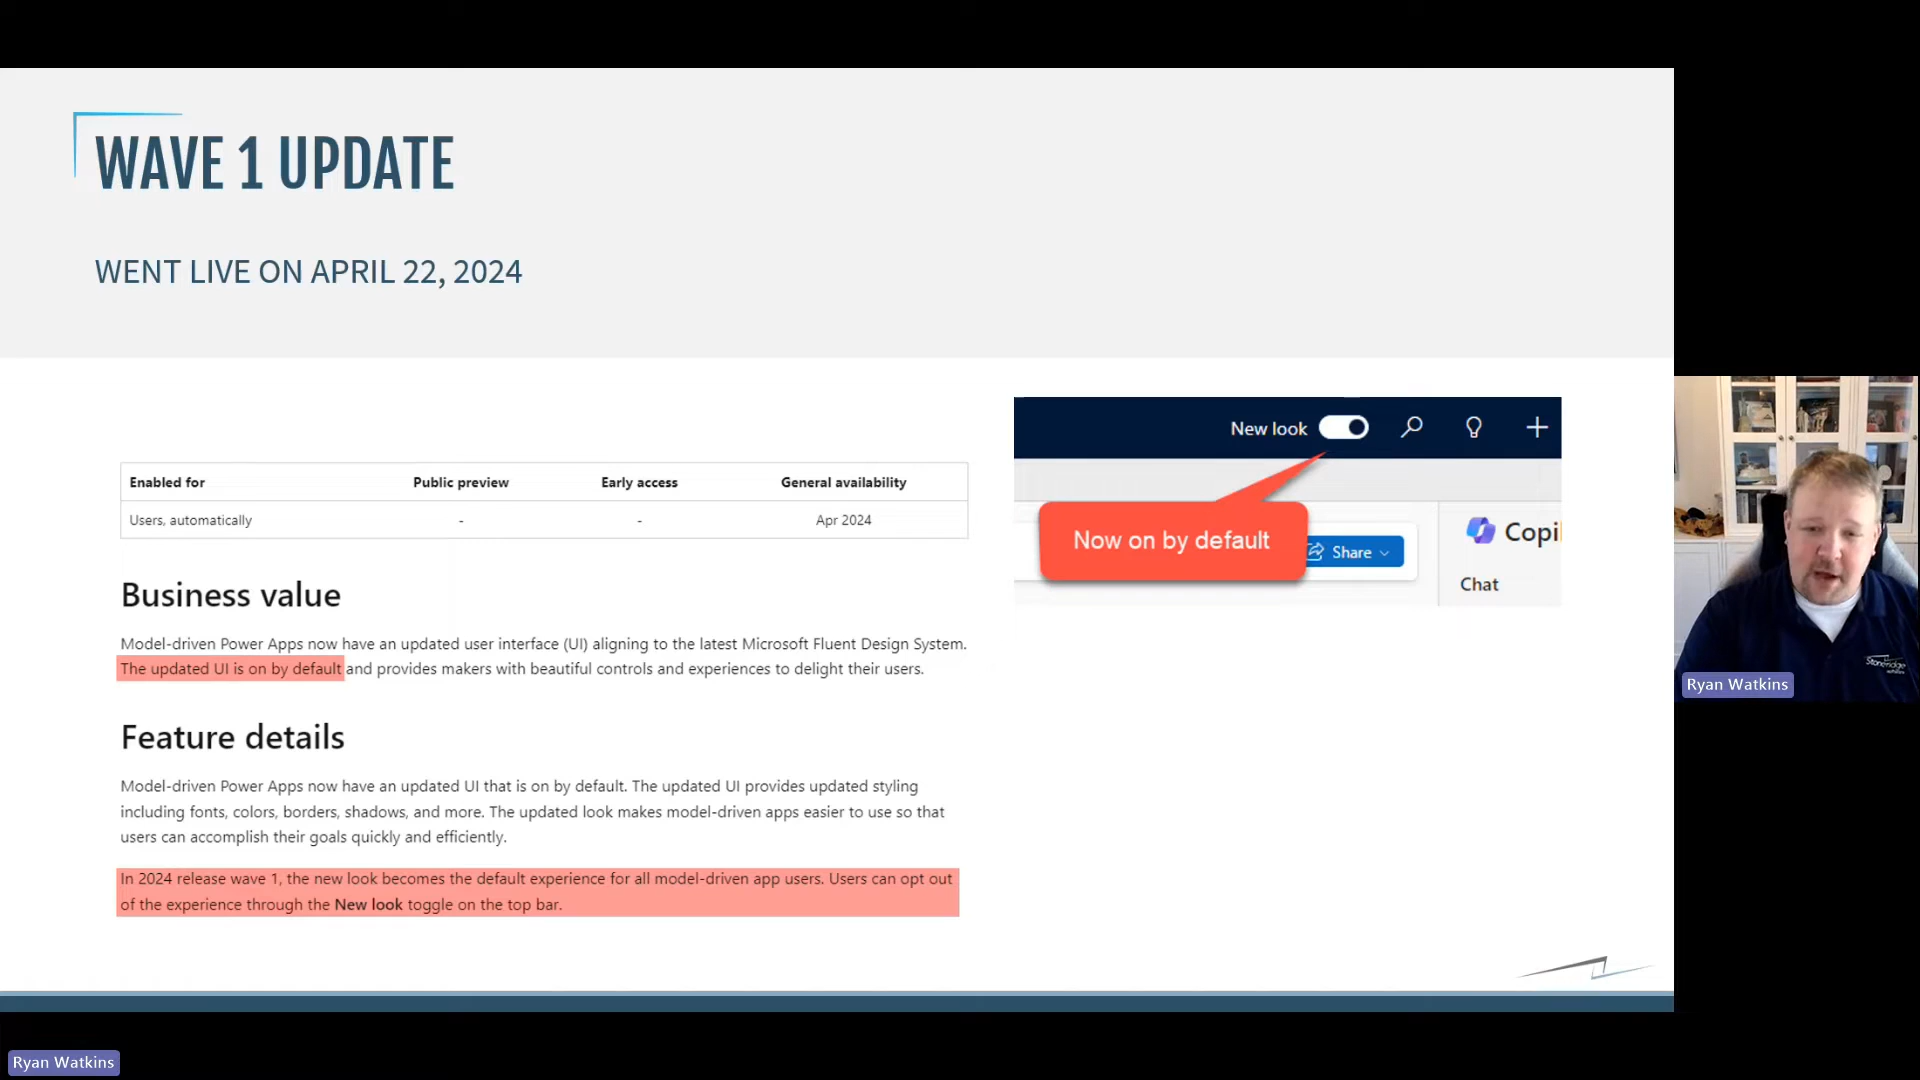 WAVE 1 UPDATE
WENT LIVE ON APRIL 22, 2024
Enabled for Public preview Early access General availability
Users, automatically - - Apr 2024
Business value
Model-driven Power Apps now have an updated user interface (UI) aligning to the latest Microsoft Fluent Design System.
The updated UI is on by default and provides makers with beautiful controls and experiences to delight their users.
Feature details
Model-driven Power Apps now have an updated UI that is on by default. The updated UI provides updated styling
including fonts, colors, borders, shadows, and more. The updated look makes model-driven apps easier to use so that
users can accomplish their goals quickly and efficiently.
In 2024 release wave 1, the new look becomes the default experience for all model-driven app users. Users can opt out
of the experience through the New look toggle on the top bar.
New look
Now on by default
Share
Copi
Chat
Stoneridge
Ryan Watkins
Ryan Watkins